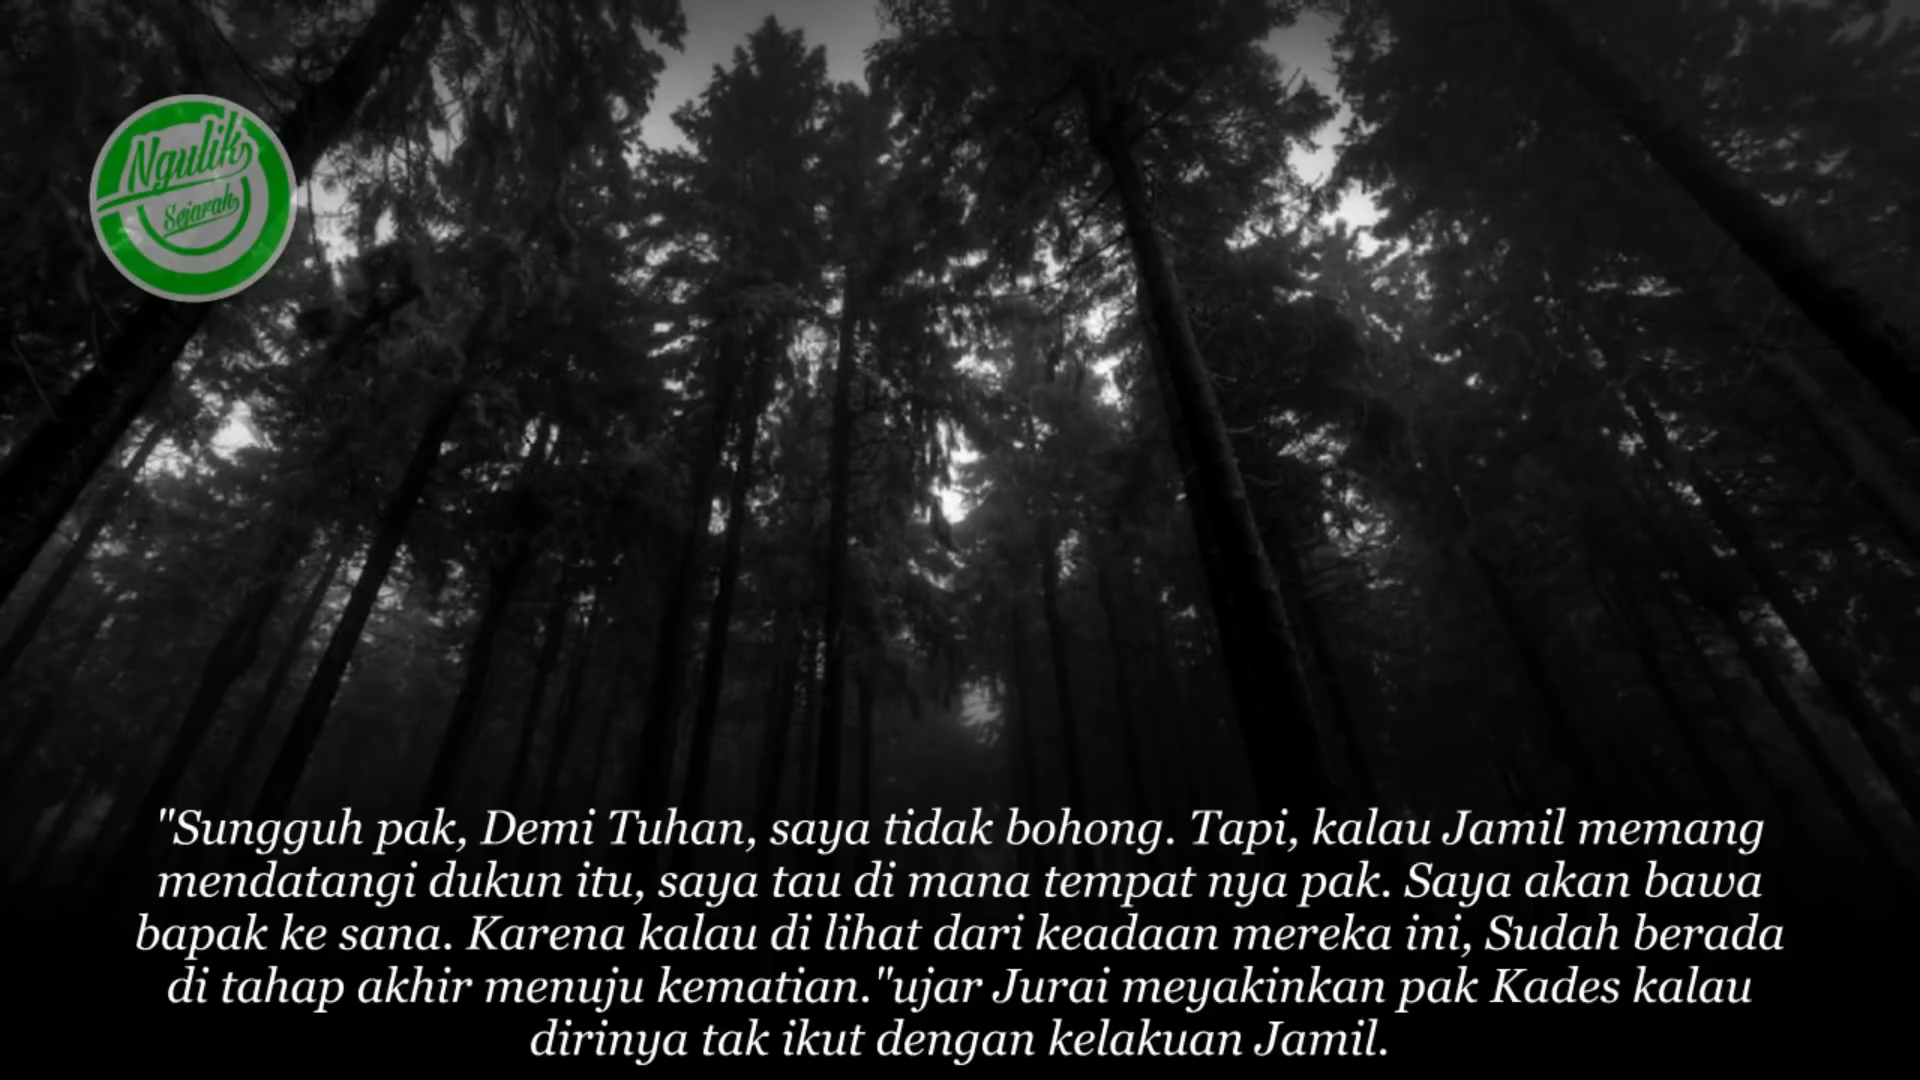 Ngulik
Sejarah
"Sungguh pak, Demi Tuhan, saya tidak bohong. Tapi, kalau Jamil memang
mendatangi dukun itu, saya tau di mana tempat nya pak. Saya akan bawa
bapak ke sana. Karena kalau di lihat dari keadaan mereka ini, Sudah berada
di tahap akhir menuju kematian."ujar Jurai meyakinkan pak Kades kalau
dirinya tak ikut dengan kelakuan Jamil.